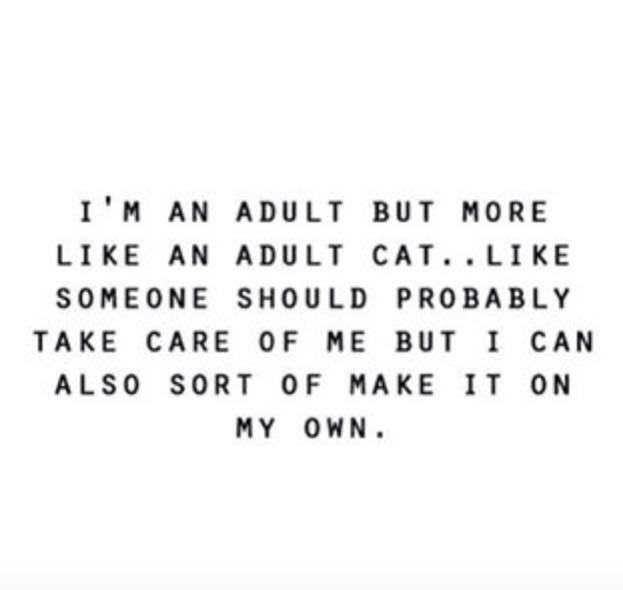 I'M AN ADULT BUT MORE
LIKE AN ADULT CAT..LIKE
SOMEONE SHOULD PROBABLY
TAKE CARE OF ME BUT I CAN
ALSO SORT OF MAKE IT ON
MY OWN.